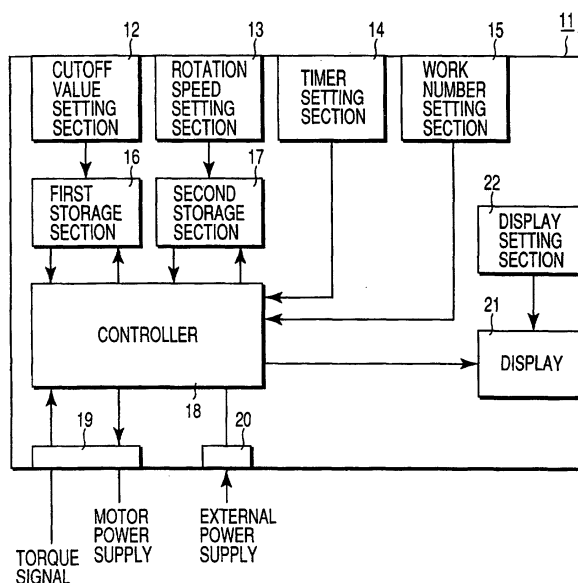 11
12
13
14
15
CUTOFF
VALUE
SETTING
SECTION
ROTATION
SPEED
SETTING
SECTION
TIMER
SETTING
SECTION
WORK
NUMBER
SETTING
SECTION
16
17
FIRST
STORAGE
SECTION
SECOND
STORAGE
SECTION
22
DISPLAY
SETTING
SECTION
CONTROLLER
21
DISPLAY
18
19
20
TORQUE
SIGNAL
MOTOR
POWER
SUPPLY
EXTERNAL
POWER
SUPPLY